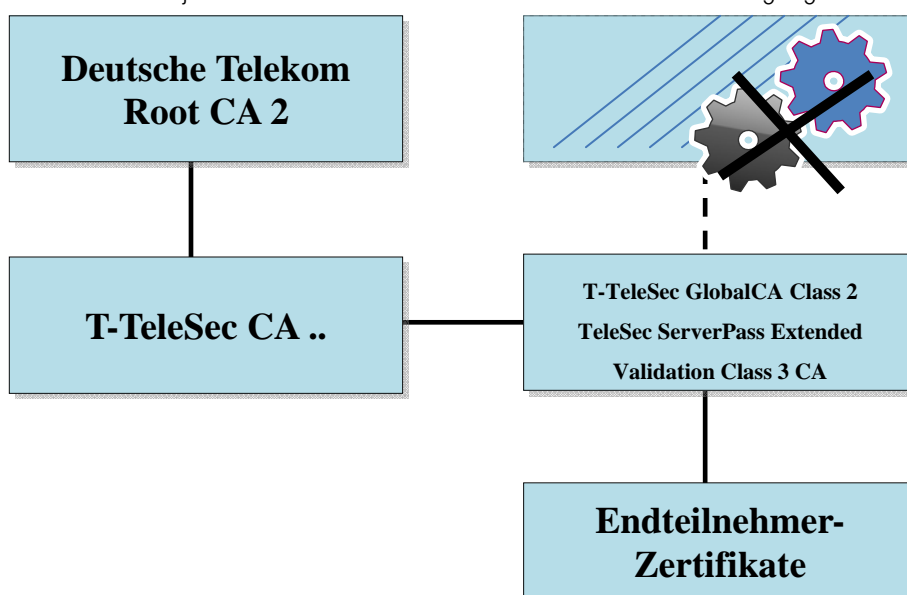 Deutsche Telekom
Root CA 2
T-TeleSec CA ..
T-TeleSec GlobalCA Class 2
TeleSec ServerPass Extended
Validation Class 3 CA
Endteilnehmer-
Zertifikate